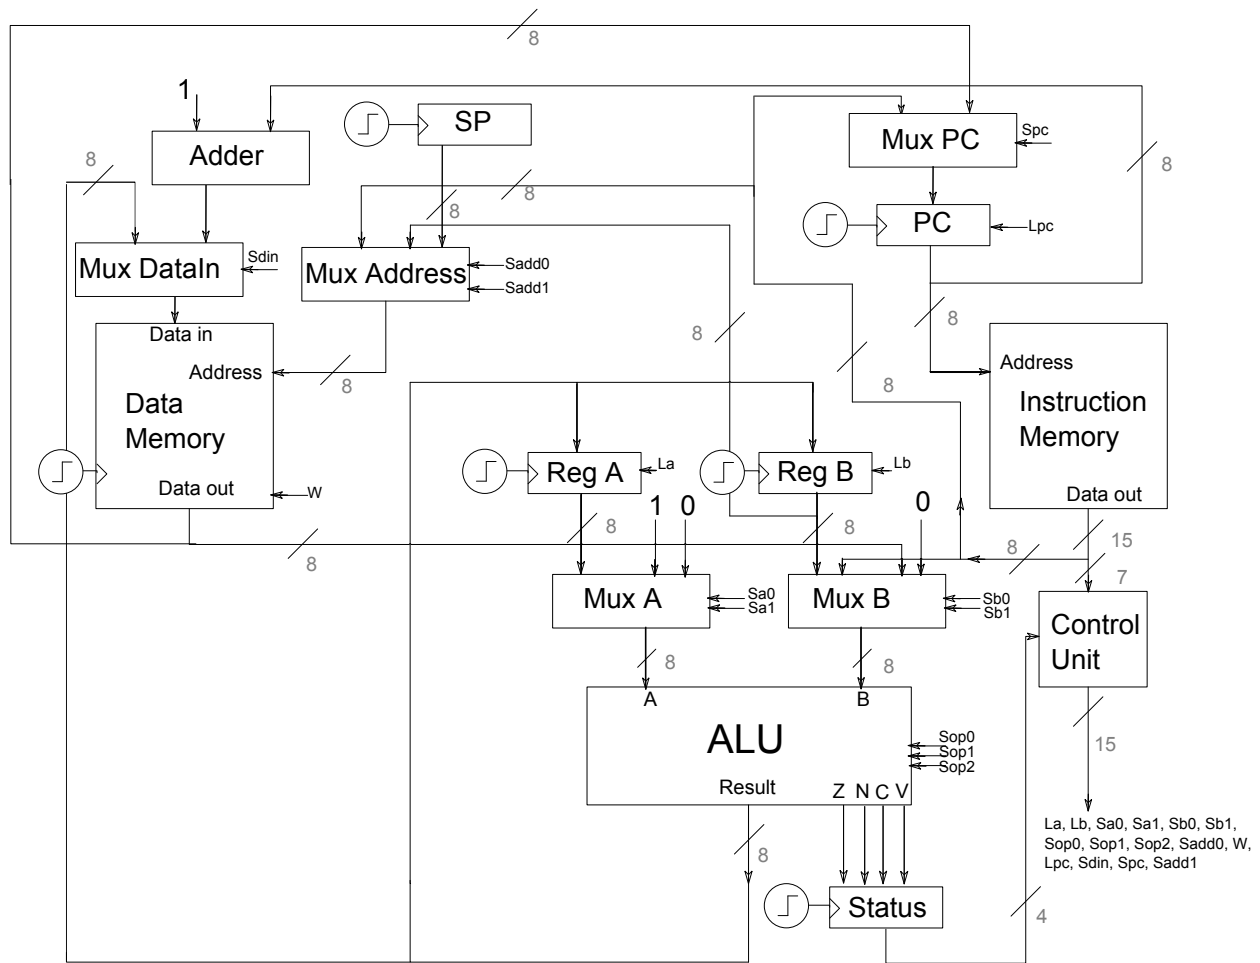 8
1
SP
Mux PC
Spc
Adder
8
8
8
8
PC
Lpc
Mux DataIn
Sdin
Mux Address
Sadd0
Sadd1
8
8
Data in
Address
8
8
Address
Data
Memory
Instruction
Memory
Reg A
La
Reg B
Lb
Data out
W
Data out
1 0
0
8
8
15
8
8
7
Mux A
Sa0
Sa1
Mux B
Sb0
Sb1
Control
Unit
8
8
A
B
ALU
Sop0
Sop1
Sop2
15
Result
Z N C V
La, Lb, Sa0, Sa1, Sb0, Sb1,
Sop0, Sop1, Sop2, Sadd0, W,
Lpc, Sdin, Spc, Sadd1
8
Status
4